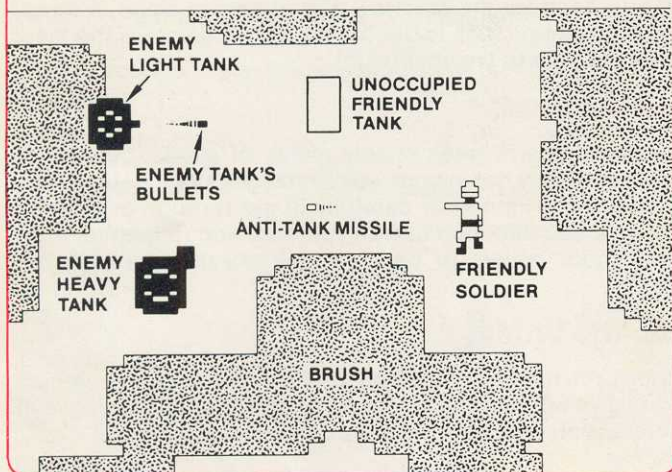 ENEMY
LIGHT TANK
UNOCCUPIED
FRIENDLY
TANK
ENEMY TANK'S
BULLETS
ANTI-TANK MISSILE
ENEMY
HEAVY
TANK
FRIENDLY
SOLDIER
BRUSH